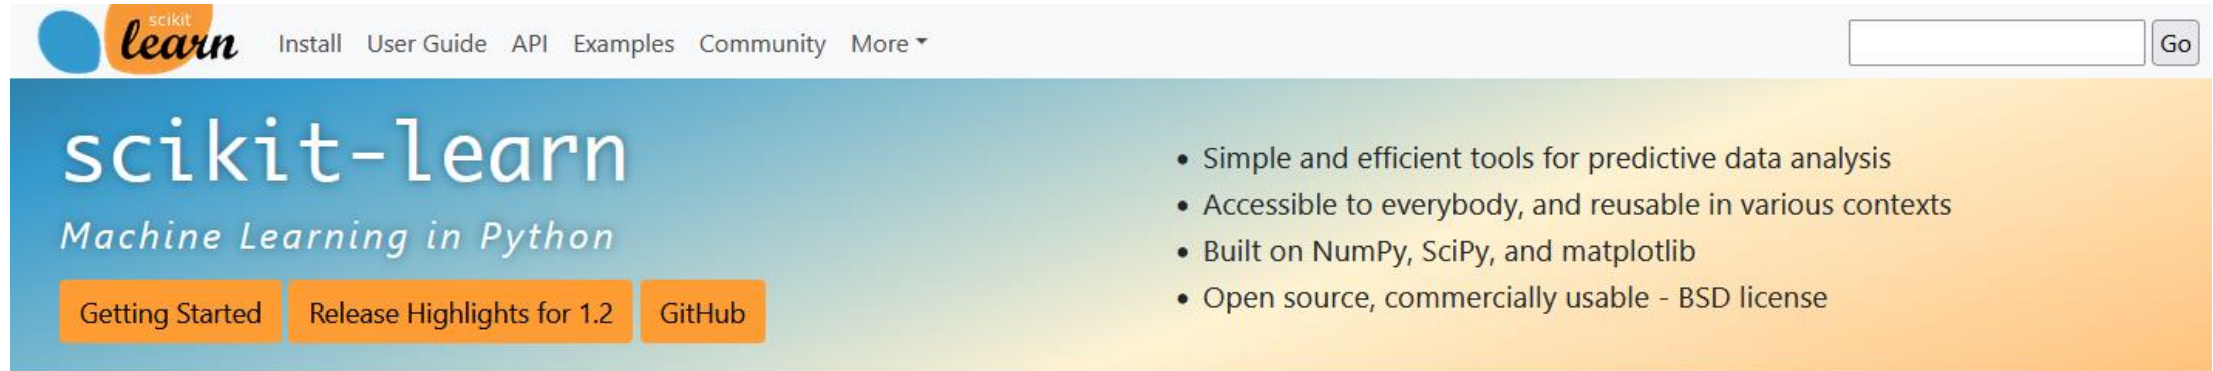 scikit
learn
Install User Guide API Examples Community More
Go
scikit-learn
Machine Learning in Python
Getting Started Release Highlights for 1.2 GitHub
• Simple and efficient tools for predictive data analysis
• Accessible to everybody, and reusable in various contexts
• Built on NumPy, SciPy, and matplotlib
• Open source, commercially usable - BSD license